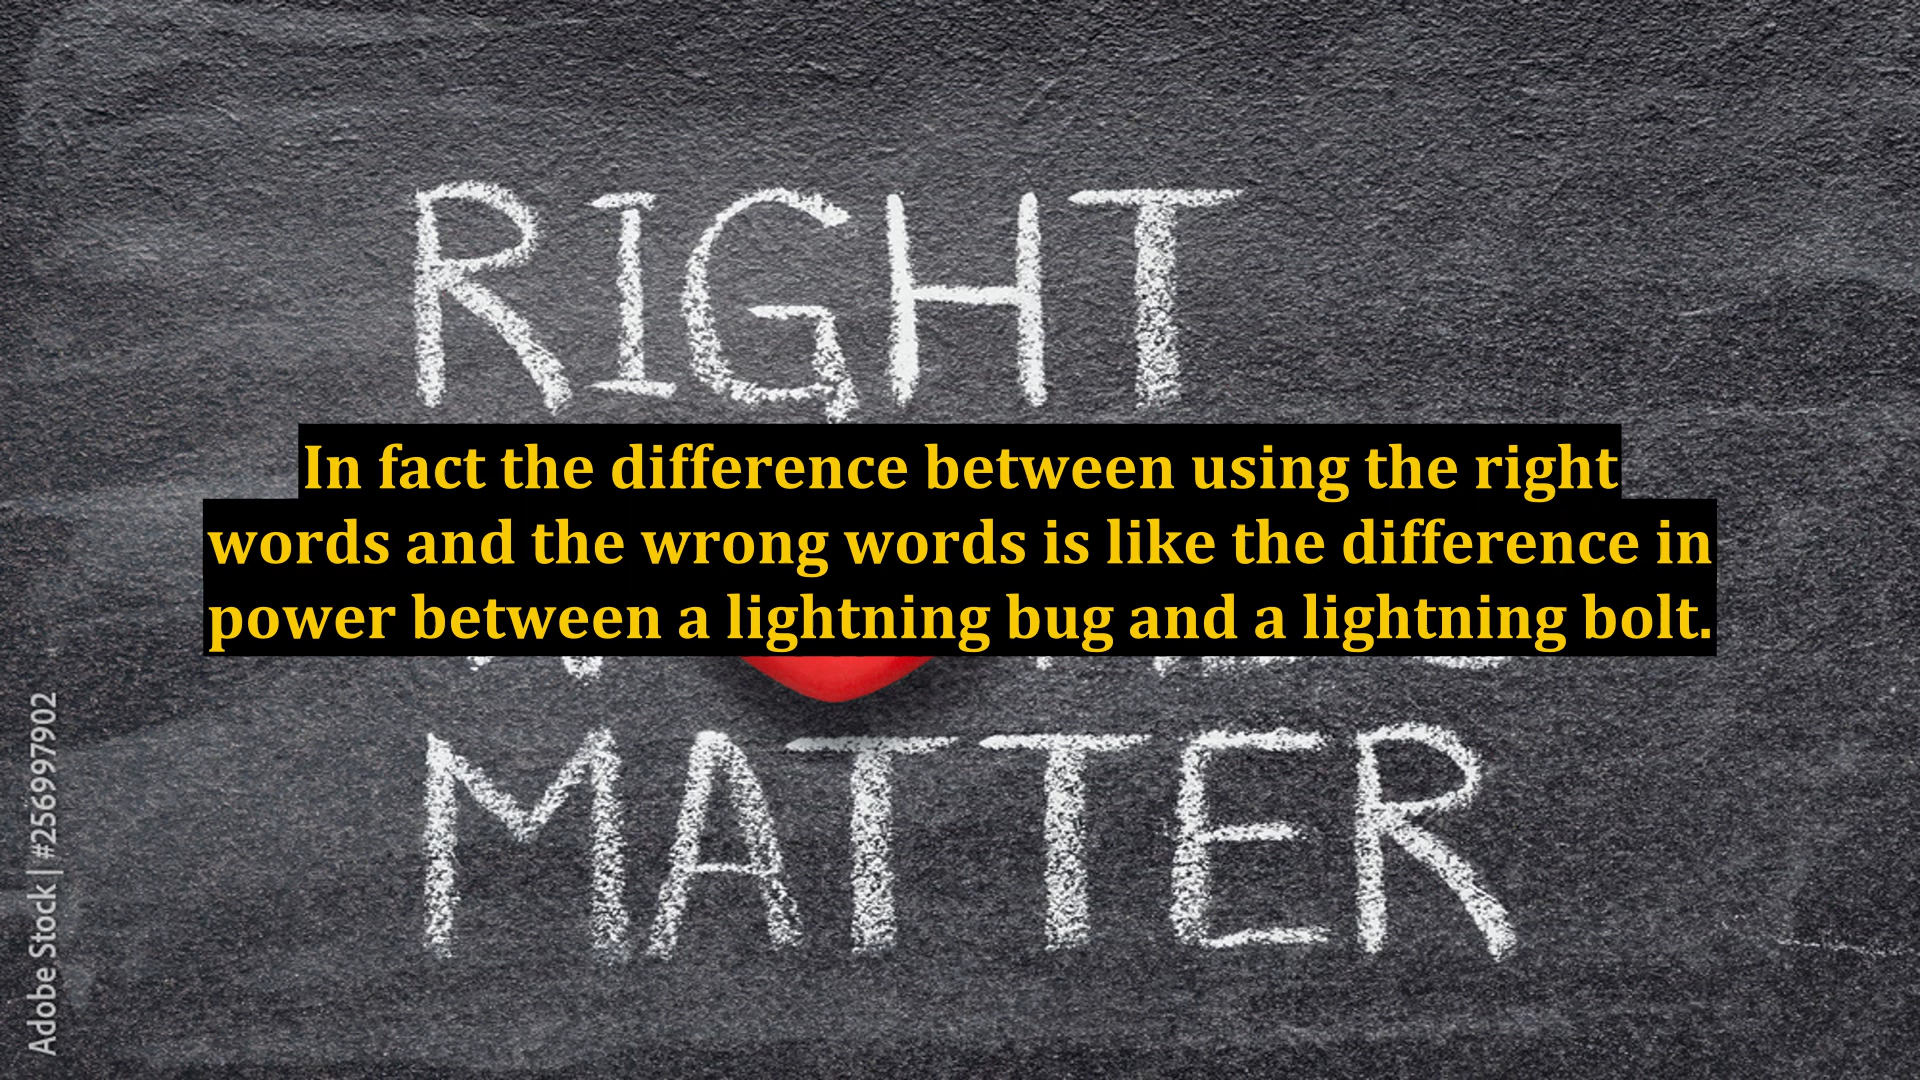 RIGHT
In fact the difference between using the right
words and the wrong words is like the difference in
power between a lightning bug and a lightning bolt.
MATTER
Adobe Stock | #256997902